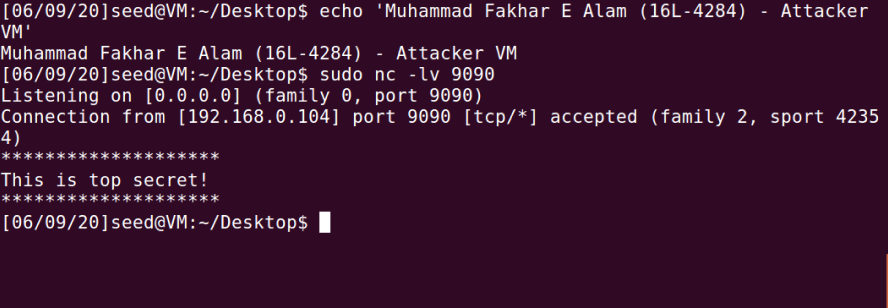 [06/09/20]seed@VM:~/Desktop$ echo 'Muhammad Fakhar E Alam (16L-4284) - Attacker
VM'
Muhammad Fakhar E Alam (16L-4284) - Attacker VM
[06/09/20]seed@VM:~/Desktop$ sudo nc -lv 9090
Listening on [0.0.0.0] (family 0, port 9090)
Connection from [192.168.0.104] port 9090 [tcp/*] accepted (family 2, sport 4235
4)
********************
This is top secret!
********************
[06/09/20]seed@VM:~/Desktop$